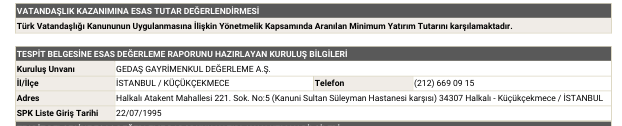 VATANDAŞLIK KAZANIMINA ESAS TUTAR DEĞERLENDİRMESİ
Türk Vatandaşlığı Kanununun Uygulanmasına İlişkin Yönetmelik Kapsamında Aranılan Minimum Yatırım Tutarını karşılamaktadır.
TESPİT BELGESİNE ESAS DEĞERLEME RAPORUNU HAZIRLAYAN KURULUŞ BİLGİLERİ
Kuruluş Unvanı GEDAŞ GAYRİMENKUL DEĞERLEME A.Ş.
İl/İlçe İSTANBUL / KÜÇÜKÇEKMECE Telefon (212) 669 09 15
Adres Halkalı Atakent Mahallesi 221. Sok. No:5 (Kanuni Sultan Süleyman Hastanesi karşısı) 34307 Halkalı - Küçükçekmece / İSTANBUL
SPK Liste Giriş Tarihi 22/07/1995